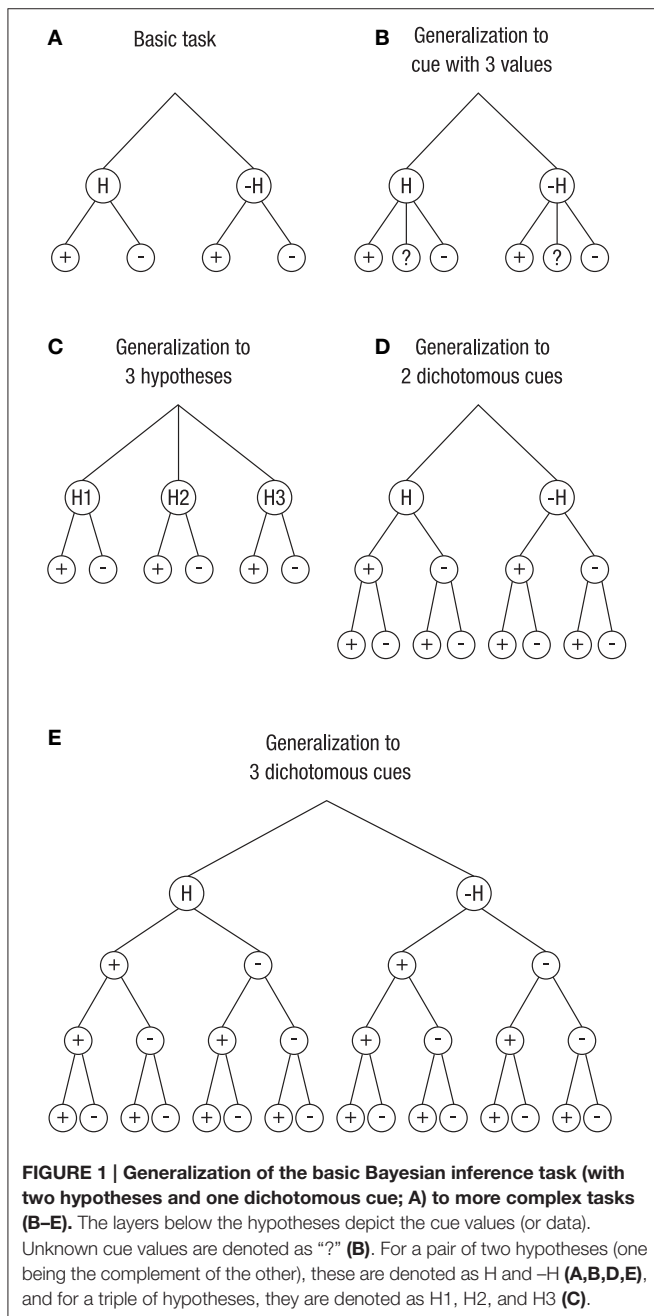 A Basic task
B Generalization to
cue with 3 values
H -H
+ - + -
H -H
+ ? - + ? -
C Generalization to
3 hypotheses
H1 H2 H3
+ - + - + -
D Generalization to
2 dichotomous cues
H -H
+ - + -
+ - + - + - + -
E Generalization to
3 dichotomous cues
H -H
+ - + -
+ - + - + - + -
+ - + - + - + - + - + - + - + -
FIGURE 1 | Generalization of the basic Bayesian inference task (with
two hypotheses and one dichotomous cue; A) to more complex tasks
(B–E). The layers below the hypotheses depict the cue values (or data).
Unknown cue values are denoted as “?” (B). For a pair of two hypotheses (one
being the complement of the other), these are denoted as H and –H (A,B,D,E),
and for a triple of hypotheses, they are denoted as H1, H2, and H3 (C).